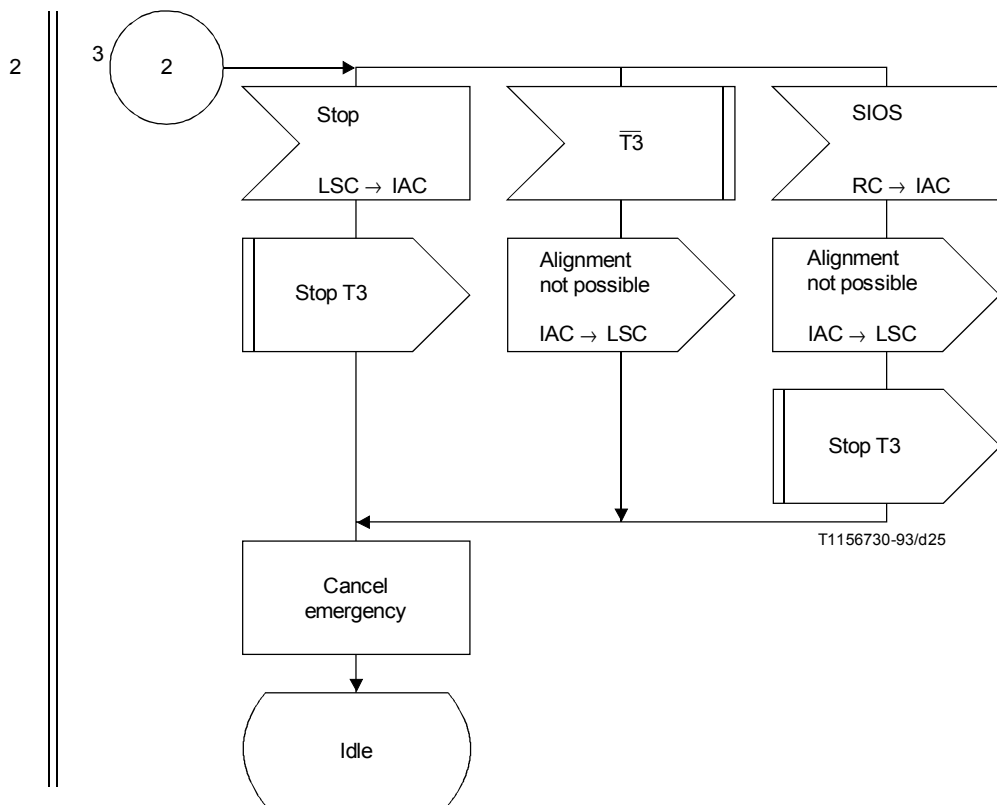 2
3
2
Stop
LSC → IAC
T̅3̅
SIOS
RC → IAC
Stop T3
Alignment
not possible
IAC → LSC
Alignment
not possible
IAC → LSC
Stop T3
T1156730-93/d25
Cancel
emergency
Idle